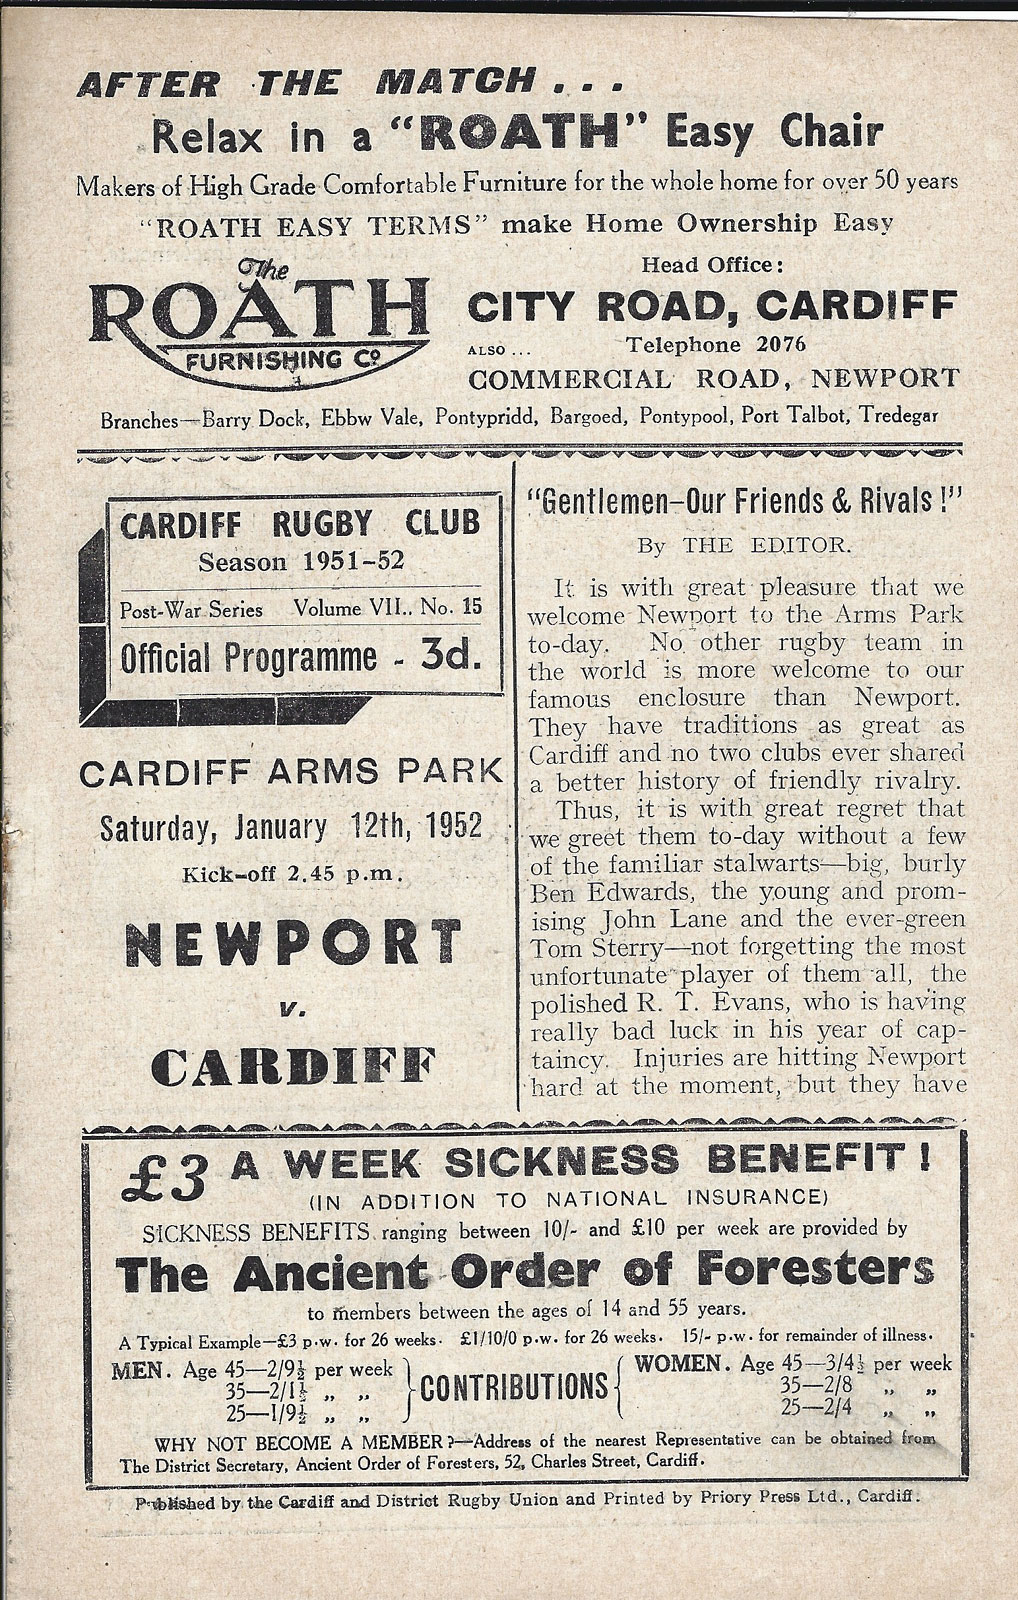 AFTER THE MATCH . . .
Relax in a "ROATH" Easy Chair
Makers of High Grade Comfortable Furniture for the whole home for over 50 years
"ROATH EASY TERMS" make Home Ownership Easy
The
ROATH
FURNISHING Co
Head Office:
CITY ROAD, CARDIFF
ALSO ...
Telephone 2076
COMMERCIAL ROAD, NEWPORT
Branches—Barry Dock, Ebbw Vale, Pontypridd, Bargoed, Pontypool, Port Talbot, Tredegar
CARDIFF RUGBY CLUB
Season 1951-52
Post-War Series Volume VII.. No. 15
Official Programme - 3d.
CARDIFF ARMS PARK
Saturday, January 12th, 1952
Kick-off 2.45 p.m.
NEWPORT
v.
CARDIFF
"Gentlemen—Our Friends & Rivals !"
By THE EDITOR.
It is with great pleasure that we
welcome Newport to the Arms Park
to-day. No other rugby team in
the world is more welcome to our
famous enclosure than Newport.
They have traditions as great as
Cardiff and no two clubs ever shared
a better history of friendly rivalry.
Thus, it is with great regret that
we greet them to-day without a few
of the familiar stalwarts—big, burly
Ben Edwards, the young and prom-
ising John Lane and the ever-green
Tom Sterry—not forgetting the most
unfortunate player of them all, the
polished R. T. Evans, who is having
really bad luck in his year of cap-
taincy. Injuries are hitting Newport
hard at the moment, but they have
£3 A WEEK SICKNESS BENEFIT !
(IN ADDITION TO NATIONAL INSURANCE)
SICKNESS BENEFITS ranging between 10/- and £10 per week are provided by
The Ancient Order of Foresters
to members between the ages of 14 and 55 years.
A Typical Example—£3 p.w. for 26 weeks. £1/10/0 p.w. for 26 weeks. 15/- p.w. for remainder of illness.
MEN. Age 45—2/9½ per week
35—2/1½ „ „
25—1/9½ „ „
CONTRIBUTIONS
WOMEN. Age 45—3/4½ per week
35—2/8 „ „
25—2/4 „ „
WHY NOT BECOME A MEMBER?—Address of the nearest Representative can be obtained from
The District Secretary, Ancient Order of Foresters, 52, Charles Street, Cardiff.
Published by the Cardiff and District Rugby Union and Printed by Priory Press Ltd., Cardiff.